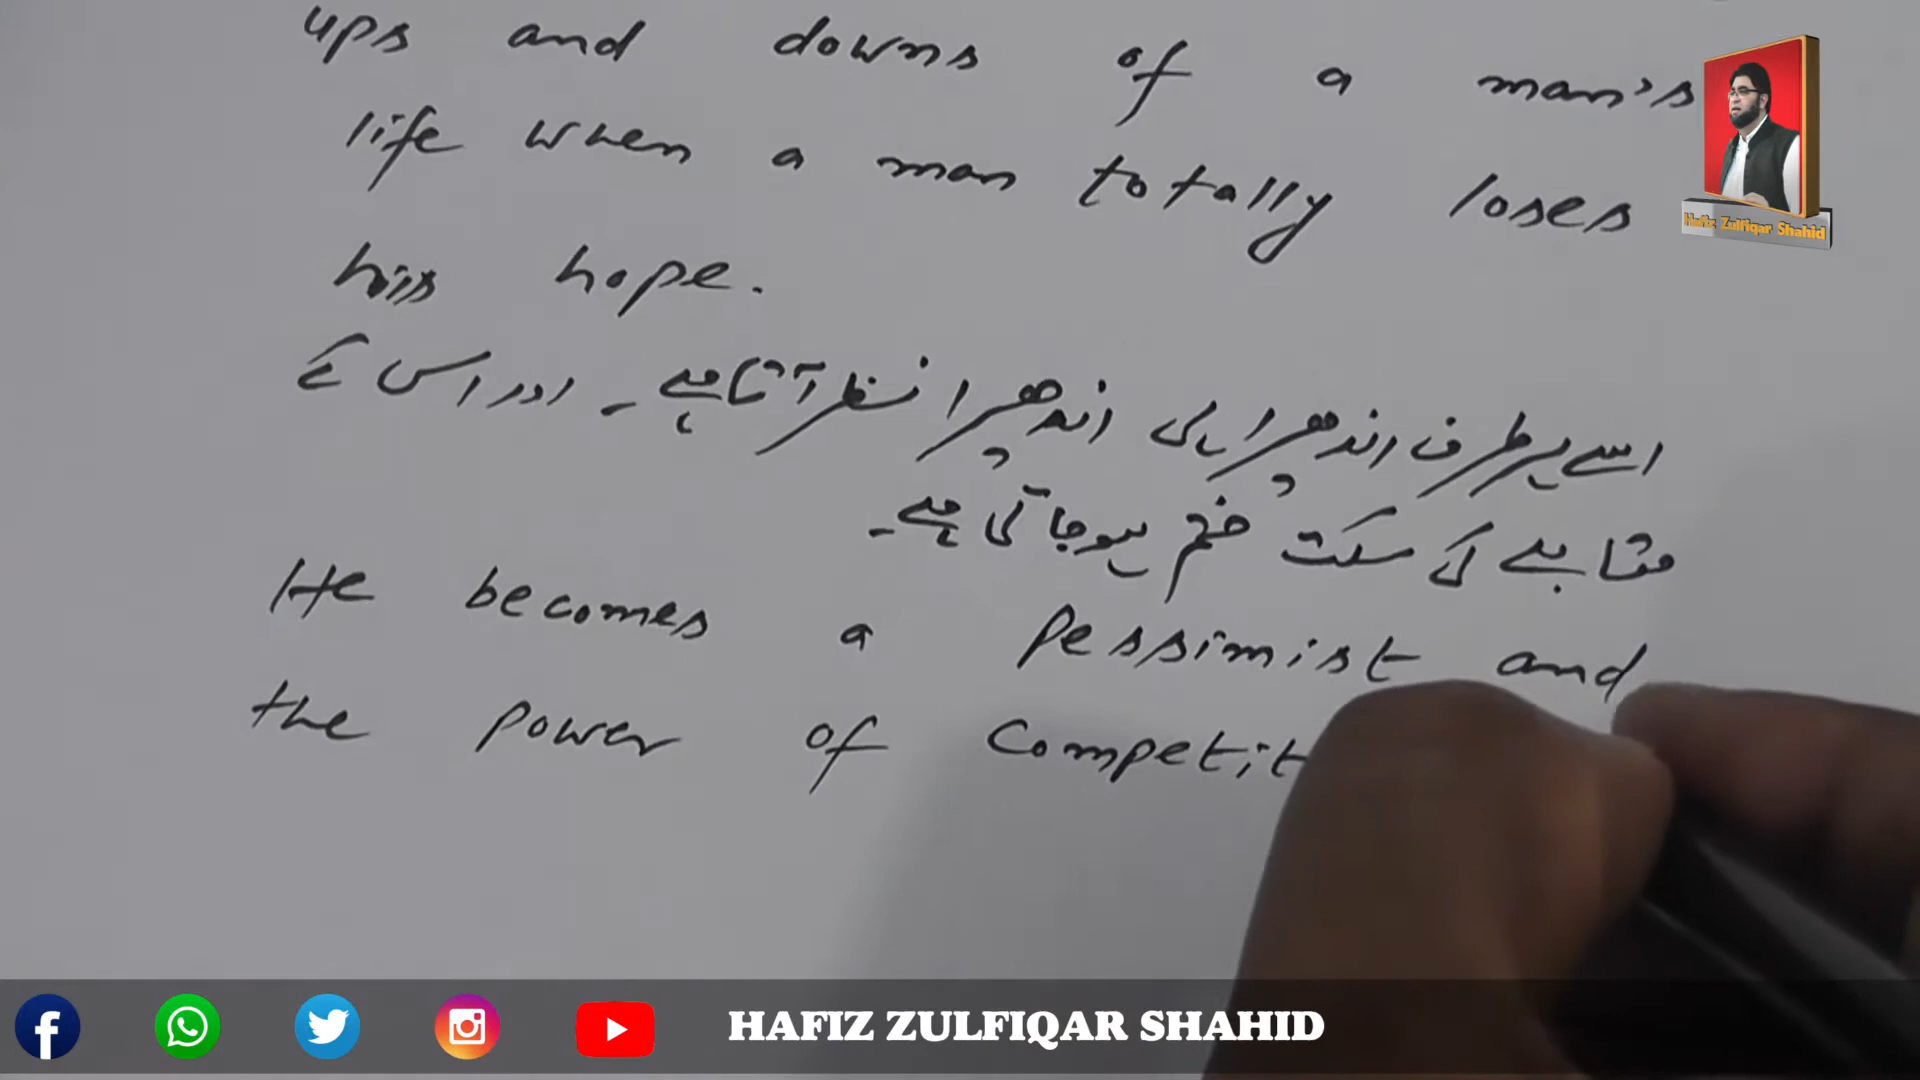 ups and downs of a man's
life when a man totally loses
his hope.
اسے ہر طرف اندھیرا ہی اندھیرا نظر آتا ہے۔ اور اس کے
مقابلے کی سکت ختم ہو جاتی ہے۔
He becomes a pessimist and
the power of Competit
Hafiz Zulfiqar Shahid
HAFIZ ZULFIQAR SHAHID